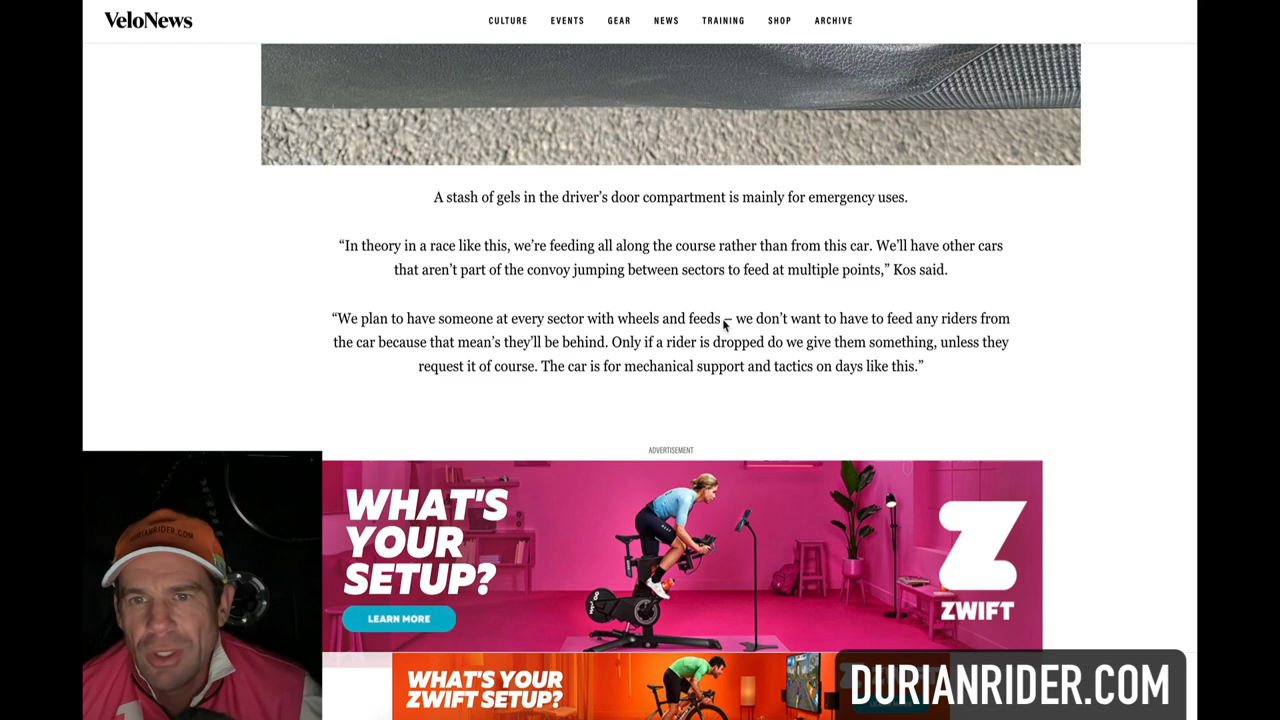 VeloNews
CULTURE EVENTS GEAR NEWS TRAINING SHOP ARCHIVE
A stash of gels in the driver’s door compartment is mainly for emergency uses.
“In theory in a race like this, we’re feeding all along the course rather than from this car. We’ll have other cars
that aren’t part of the convoy jumping between sectors to feed at multiple points,” Kos said.
“We plan to have someone at every sector with wheels and feeds – we don’t want to have to feed any riders from
the car because that mean’s they’ll be behind. Only if a rider is dropped do we give them something, unless they
request it of course. The car is for mechanical support and tactics on days like this.”
ADVERTISEMENT
WHAT'S
YOUR
SETUP?
LEARN MORE
ZWIFT
DURIANRIDER.COM
WHAT'S YOUR
ZWIFT SETUP?
DURIANRIDER.COM